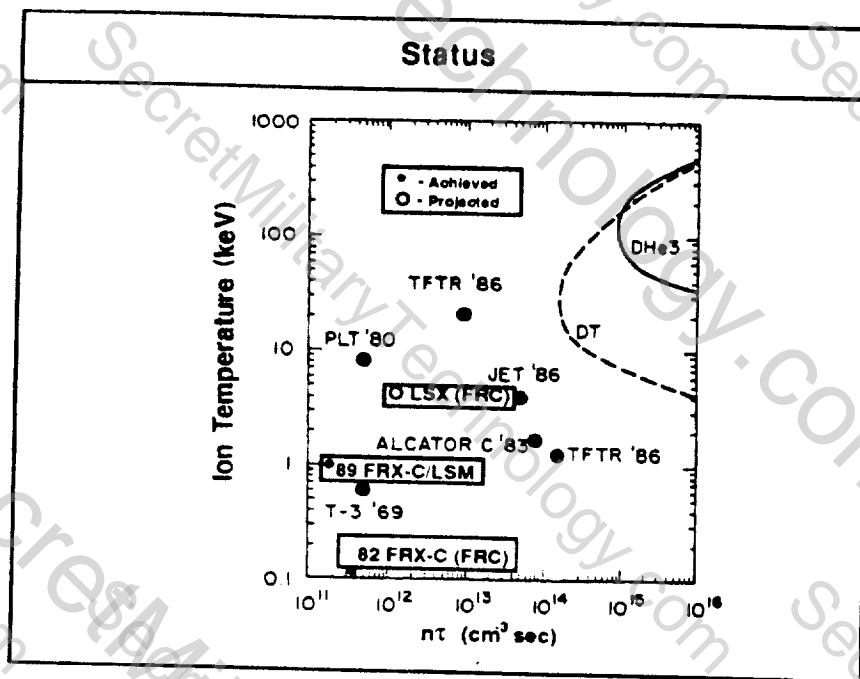 Status
1000
100
10
1
0.1
Ion Temperature (keV)
• - Achieved
O - Projected
DHe3
TFTR '86
DT
PLT '80
JET '86
O LSX (FRC)
ALCATOR C '83
TFTR '86
89 FRX-C/LSM
T-3 '69
82 FRX-C (FRC)
10¹¹ 10¹² 10¹³ 10¹⁴ 10¹⁵ 10¹⁶
nτ (cm³ sec)
SecretMilitaryTechnology.com